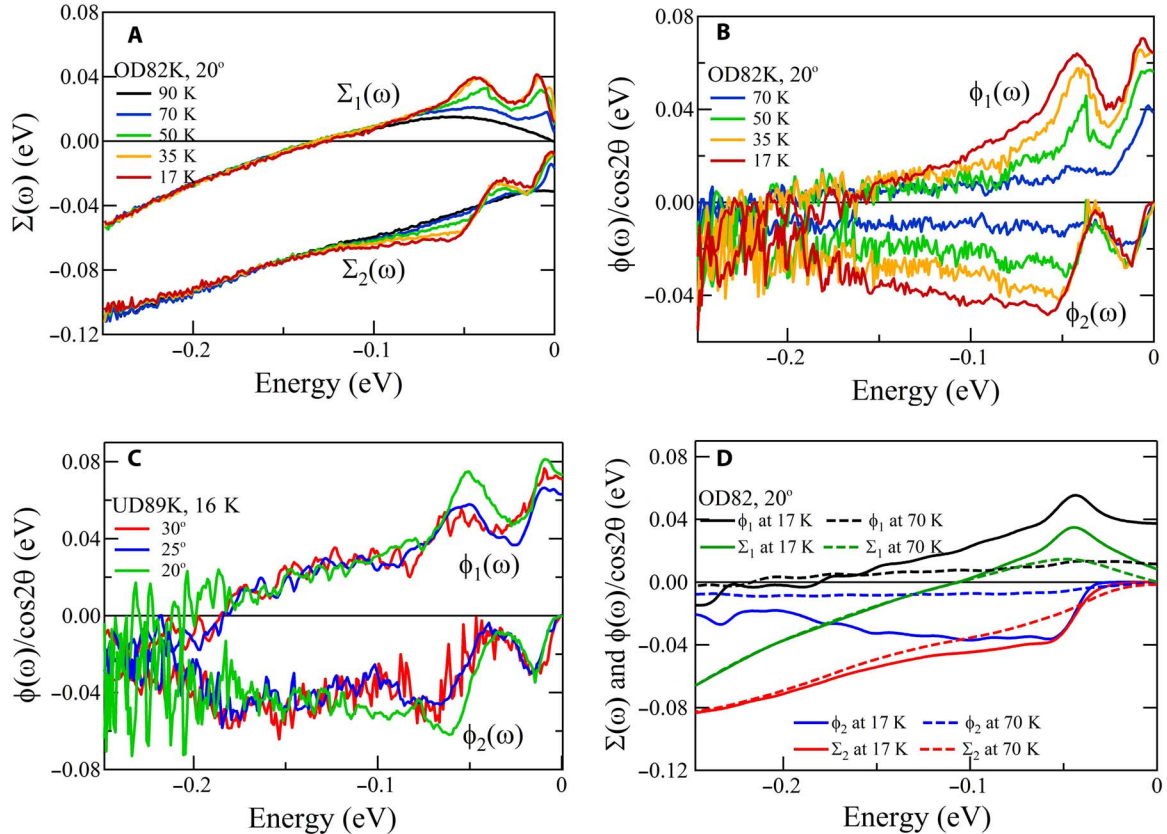 A
OD82K, 20°
90 K
70 K
50 K
35 K
17 K
Σ₁(ω)
Σ₂(ω)
0.08
0.04
0.00
−0.04
−0.08
−0.12
Σ(ω) (eV)
−0.2
−0.1
0
Energy (eV)
B
OD82K, 20°
70 K
50 K
35 K
17 K
ϕ₁(ω)
ϕ₂(ω)
0.08
0.04
0.00
−0.04
ϕ(ω)/cos2θ (eV)
−0.2
−0.1
0
Energy (eV)
C
UD89K, 16 K
30°
25°
20°
ϕ₁(ω)
ϕ₂(ω)
0.08
0.04
0
−0.04
−0.08
ϕ(ω)/cos2θ (eV)
−0.2
−0.1
0
Energy (eV)
D
OD82, 20°
ϕ₁ at 17 K
ϕ₁ at 70 K
Σ₁ at 17 K
Σ₁ at 70 K
ϕ₂ at 17 K
ϕ₂ at 70 K
Σ₂ at 17 K
Σ₂ at 70 K
0.08
0.04
0.00
−0.04
−0.08
−0.12
Σ(ω) and ϕ(ω)/cos2θ (eV)
−0.2
−0.1
0
Energy (eV)